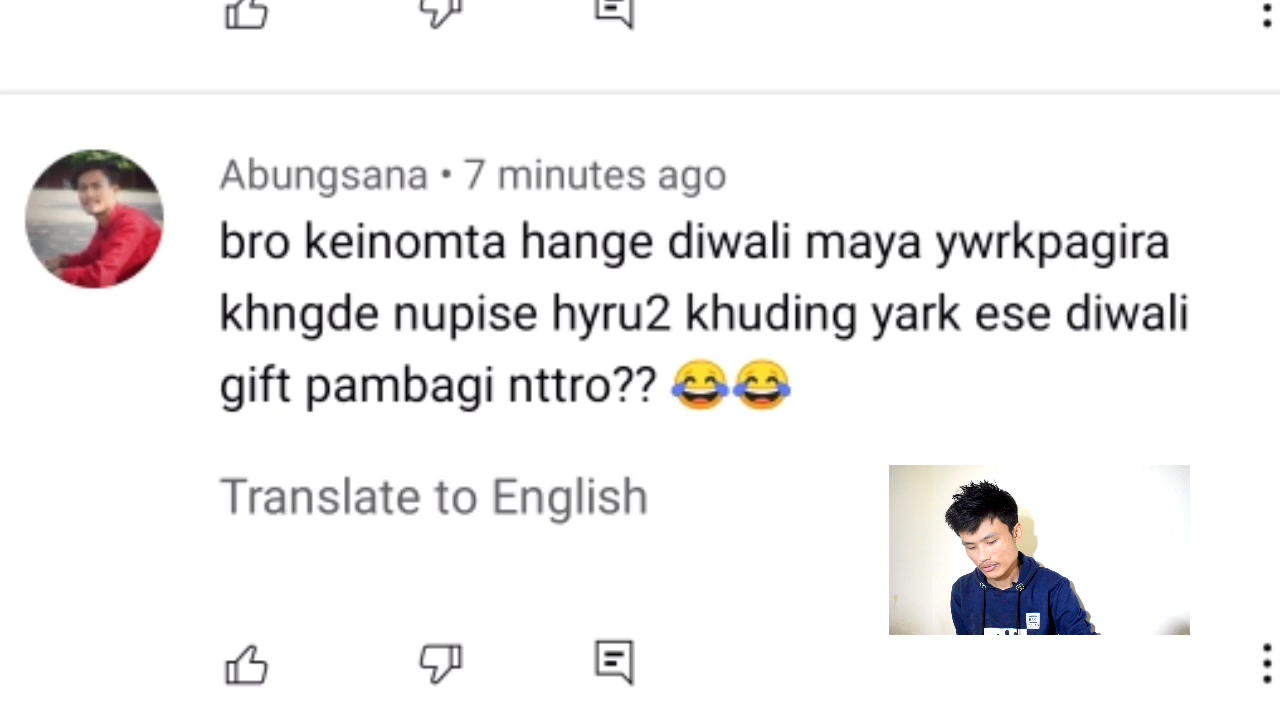 Abungsana • 7 minutes ago
bro keinomta hange diwali maya ywrkpagira
khngde nupise hyru2 khuding yark ese diwali
gift pambagi nttro?? 😂😂
Translate to English